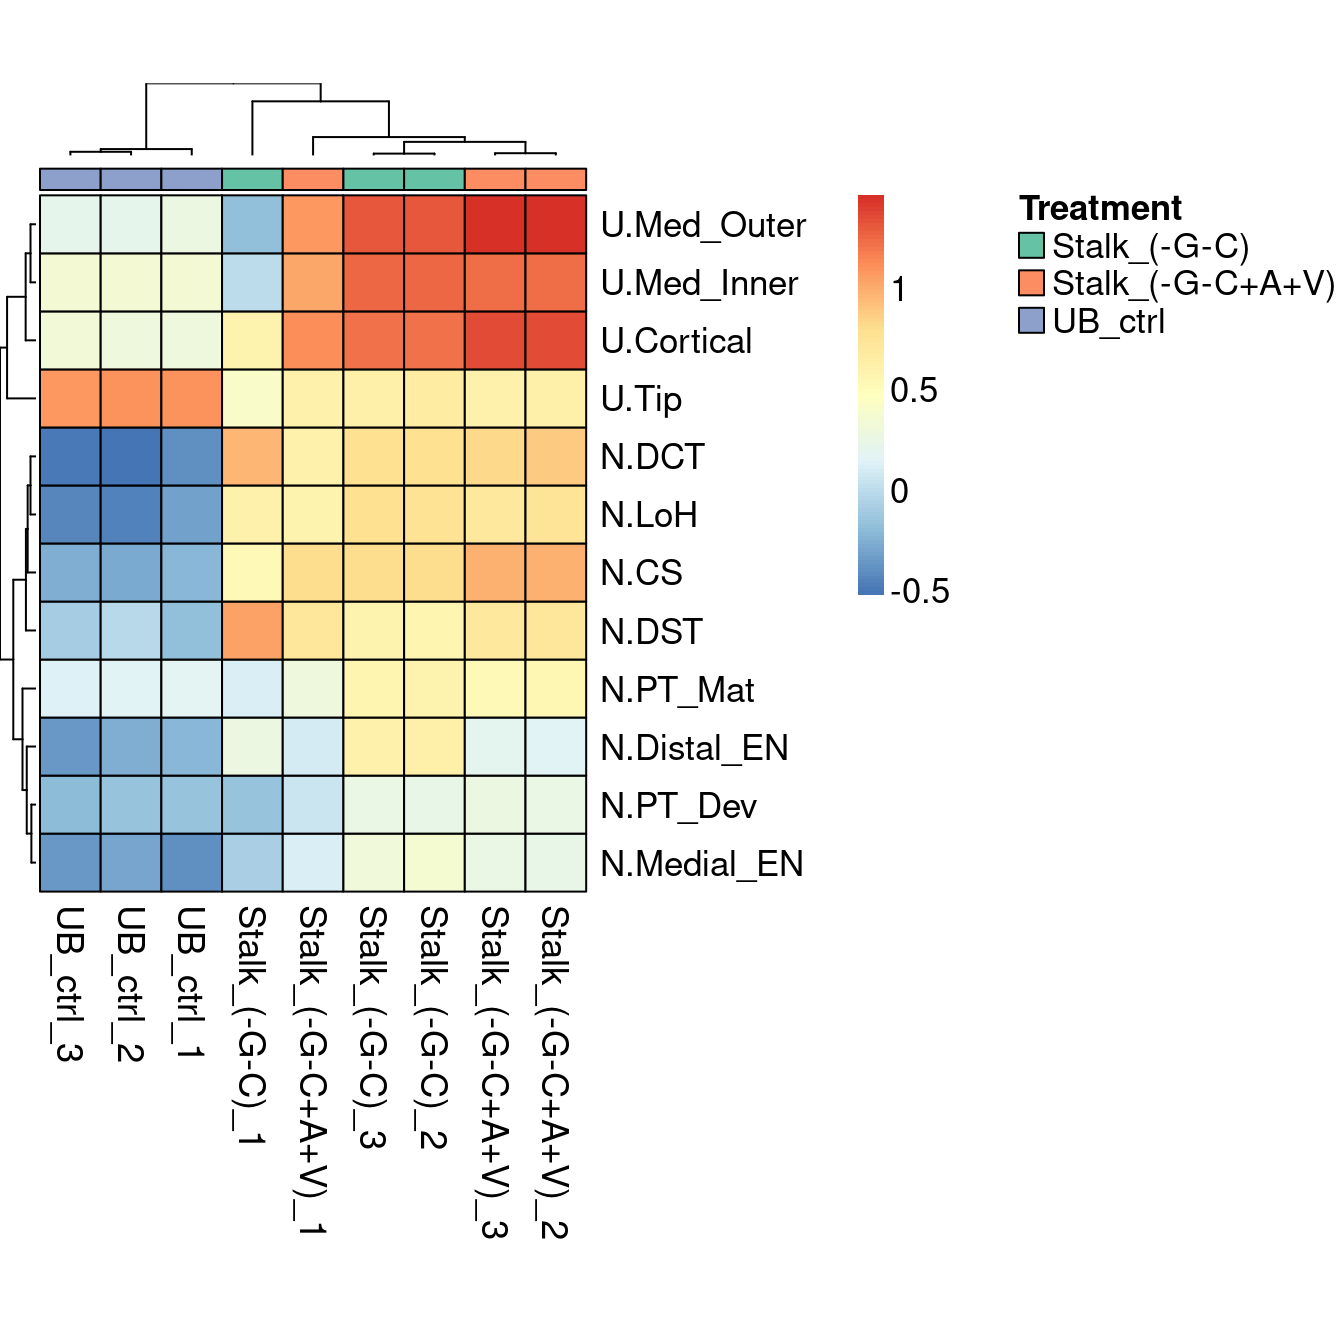 U.Med_Outer
U.Med_Inner
U.Cortical
U.Tip
N.DCT
N.LoH
N.CS
N.DST
N.PT_Mat
N.Distal_EN
N.PT_Dev
N.Medial_EN
UB_ctrl_3
UB_ctrl_2
UB_ctrl_1
Stalk_(-G-C)_1
Stalk_(-G-C+A+V)_1
Stalk_(-G-C)_3
Stalk_(-G-C)_2
Stalk_(-G-C+A+V)_3
Stalk_(-G-C+A+V)_2
1
0.5
0
-0.5
Treatment
Stalk_(-G-C)
Stalk_(-G-C+A+V)
UB_ctrl